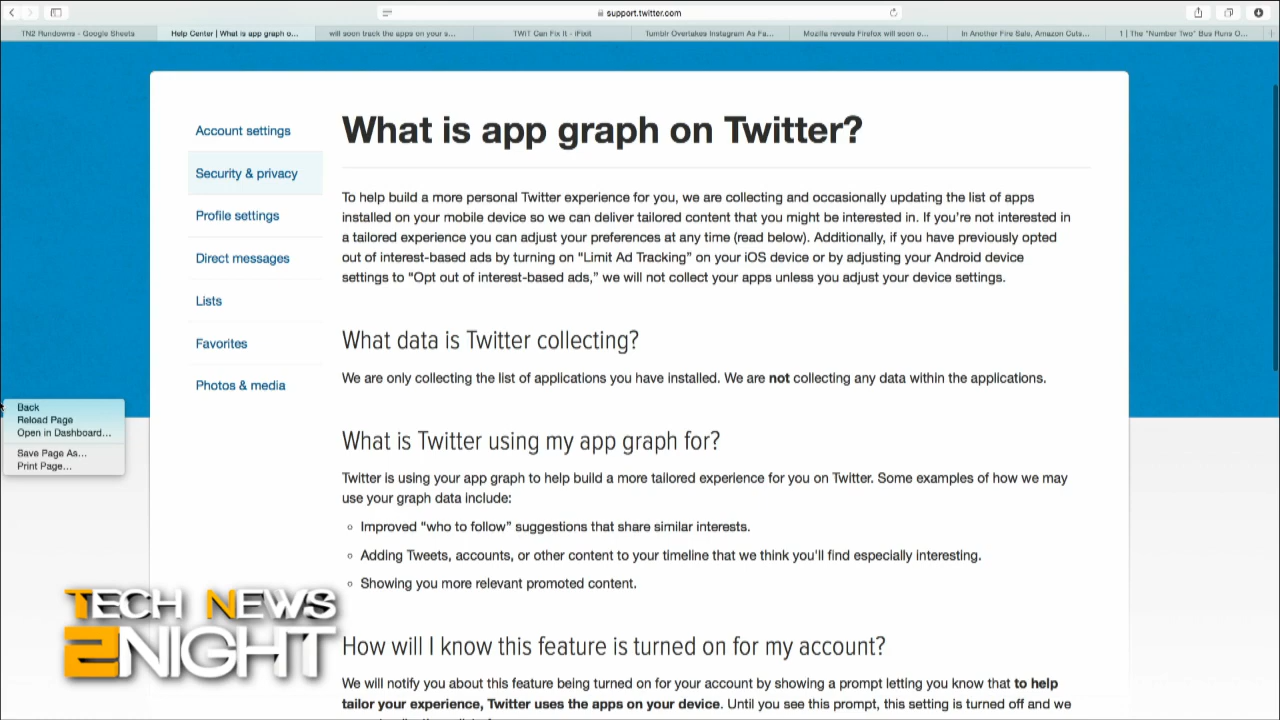 support.twitter.com
TN2 Rundowns - Google Sheets
Help Center | What is app graph o...
will soon track the apps on your s...
TWiT Can Fix It - iFixit
Tumblr Overtakes Instagram As Fa...
Mozilla reveals Firefox will soon o...
In Another Fire Sale, Amazon Cuts...
1 | The "Number Two" Bus Runs O...
Account settings
Security & privacy
Profile settings
Direct messages
Lists
Favorites
Photos & media
What is app graph on Twitter?
To help build a more personal Twitter experience for you, we are collecting and occasionally updating the list of apps
installed on your mobile device so we can deliver tailored content that you might be interested in. If you're not interested in
a tailored experience you can adjust your preferences at any time (read below). Additionally, if you have previously opted
out of interest-based ads by turning on “Limit Ad Tracking” on your iOS device or by adjusting your Android device
settings to “Opt out of interest-based ads,” we will not collect your apps unless you adjust your device settings.
What data is Twitter collecting?
We are only collecting the list of applications you have installed. We are not collecting any data within the applications.
What is Twitter using my app graph for?
Twitter is using your app graph to help build a more tailored experience for you on Twitter. Some examples of how we may
use your graph data include:
Improved “who to follow” suggestions that share similar interests.
Adding Tweets, accounts, or other content to your timeline that we think you'll find especially interesting.
Showing you more relevant promoted content.
How will I know this feature is turned on for my account?
We will notify you about this feature being turned on for your account by showing a prompt letting you know that to help
tailor your experience, Twitter uses the apps on your device. Until you see this prompt, this setting is turned off and we
Back
Reload Page
Open in Dashboard...
Save Page As...
Print Page...
TECH NEWS
2NIGHT